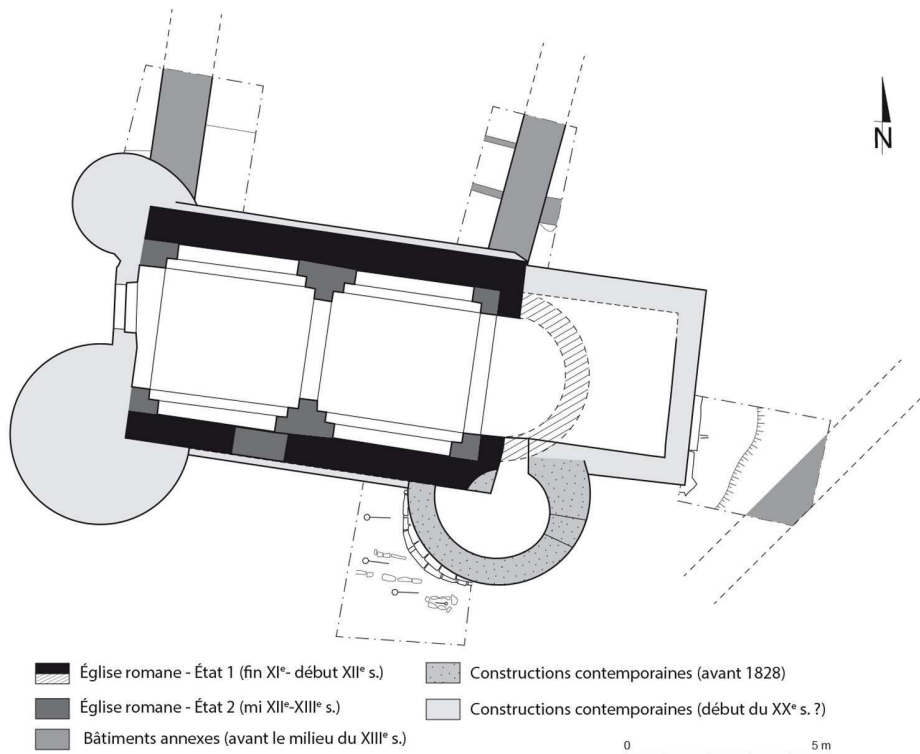 N
Église romane - État 1 (fin XIᵉ- début XIIᵉ s.)
Église romane - État 2 (mi XIIᵉ-XIIIᵉ s.)
Bâtiments annexes (avant le milieu du XIIIᵉ s.)
Constructions contemporaines (avant 1828)
Constructions contemporaines (début du XXᵉ s. ?)
0 5 m